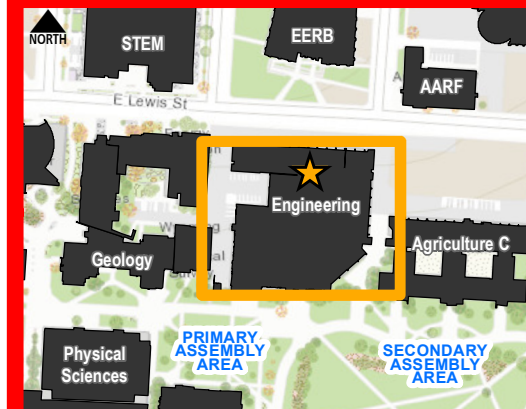 NORTH
STEM
EERB
AARF
E Lewis St
Engineering
Agriculture C
Geology
PRIMARY
ASSEMBLY
AREA
SECONDARY
ASSEMBLY
AREA
Physical
Sciences